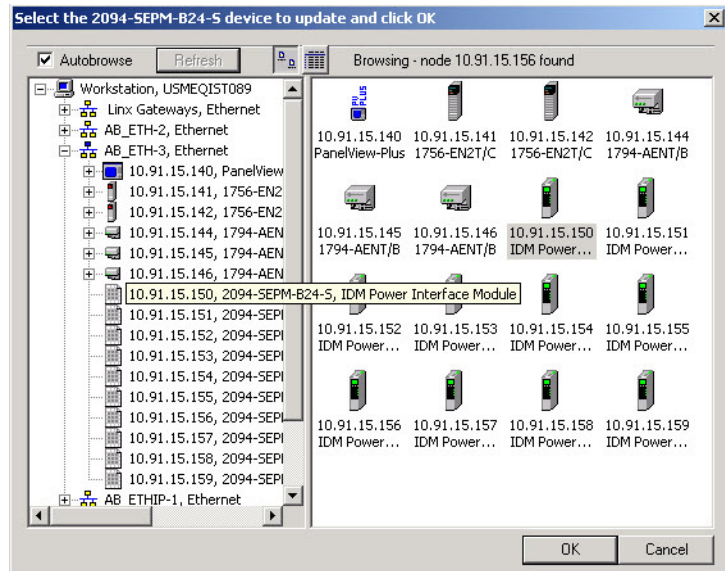 Select the 2094-SEPM-B24-S device to update and click OK
Autobrowse
Refresh
Browsing - node 10.91.15.156 found
Workstation, USMEQIST089
Linx Gateways, Ethernet
AB_ETH-2, Ethernet
AB_ETH-3, Ethernet
10.91.15.140, PanelView
10.91.15.141, 1756-EN2
10.91.15.142, 1756-EN2
10.91.15.144, 1794-AEN
10.91.15.145, 1794-AEN
10.91.15.146, 1794-AEN
10.91.15.150, 2094-SEPM-B24-S, IDM Power Interface Module
10.91.15.151, 2094-SEPI
10.91.15.152, 2094-SEPI
10.91.15.153, 2094-SEPI
10.91.15.154, 2094-SEPI
10.91.15.155, 2094-SEPI
10.91.15.156, 2094-SEPI
10.91.15.157, 2094-SEPI
10.91.15.158, 2094-SEPI
10.91.15.159, 2094-SEPI
AB_ETHIP-1, Ethernet
PV PLUS
10.91.15.140 10.91.15.141 10.91.15.142 10.91.15.144
PanelView-Plus 1756-EN2T/C 1756-EN2T/C 1794-AENT/B
10.91.15.145 10.91.15.146 10.91.15.150 10.91.15.151
1794-AENT/B 1794-AENT/B IDM Power... IDM Power...
10.91.15.152 10.91.15.153 10.91.15.154 10.91.15.155
IDM Power... IDM Power... IDM Power... IDM Power...
10.91.15.156 10.91.15.157 10.91.15.158 10.91.15.159
IDM Power... IDM Power... IDM Power... IDM Power...
OK Cancel